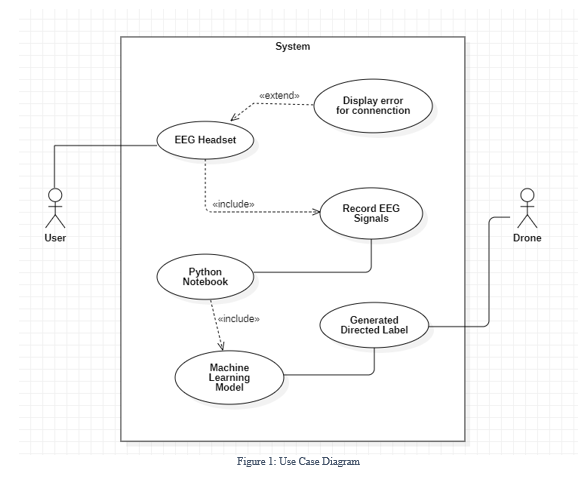 System
«extend»
Display error
for connenction
EEG Headset
«include»
Record EEG
Signals
User
Drone
Python
Notebook
Generated
Directed Label
«include»
Machine
Learning
Model
Figure 1: Use Case Diagram